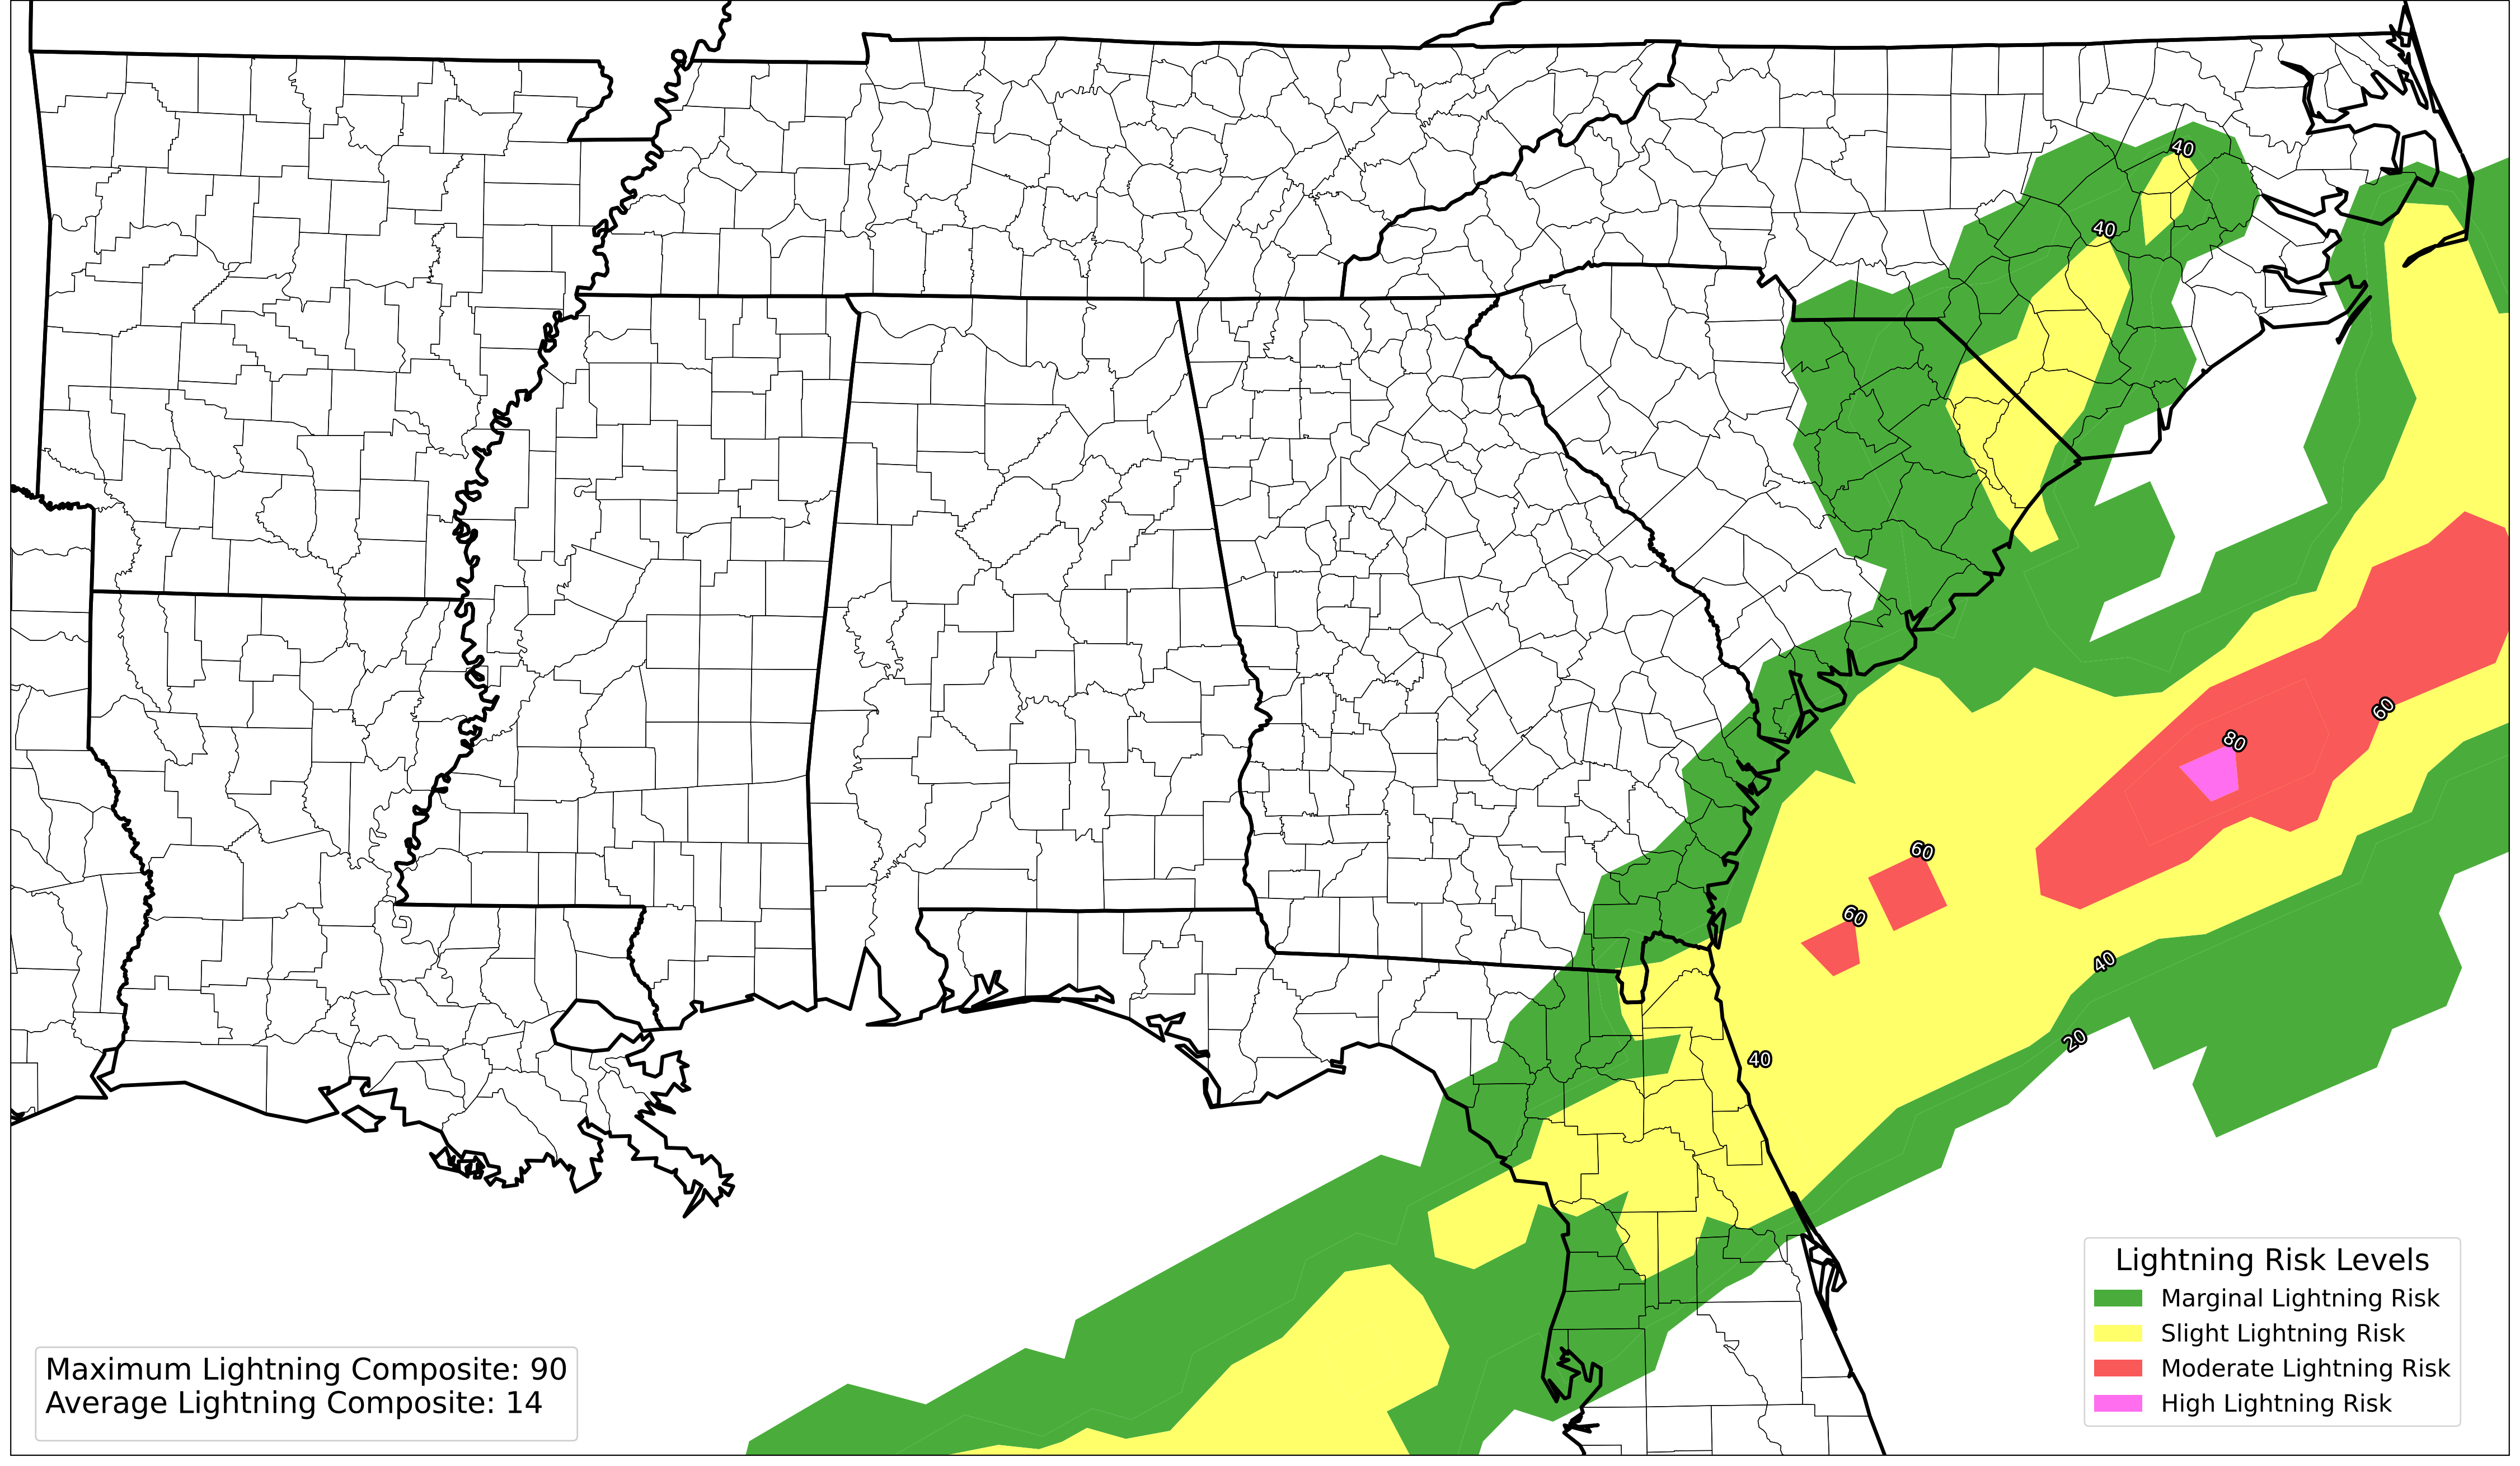 40
40
60
80
60
60
40
40
20
Lightning Risk Levels
Marginal Lightning Risk
Slight Lightning Risk
Moderate Lightning Risk
High Lightning Risk
Maximum Lightning Composite: 90
Average Lightning Composite: 14